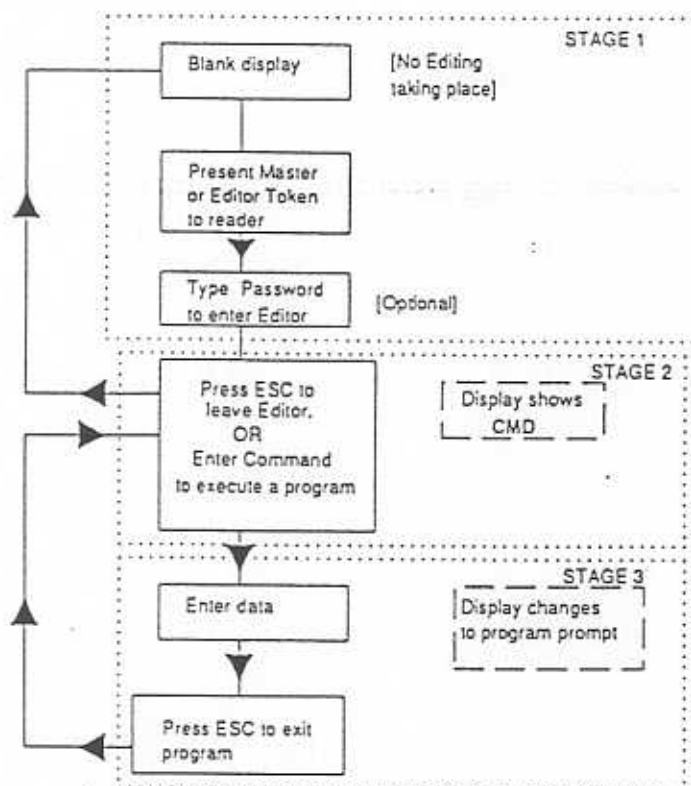 STAGE 1
Blank display
[No Editing
taking place]
Present Master
or Editor Token
to reader
Type Password
to enter Editor
[Optional]
STAGE 2
Press ESC to
leave Editor,
OR
Enter Command
to execute a program
Display shows
CMD
STAGE 3
Enter data
Display changes
to program prompt
Press ESC to exit
program